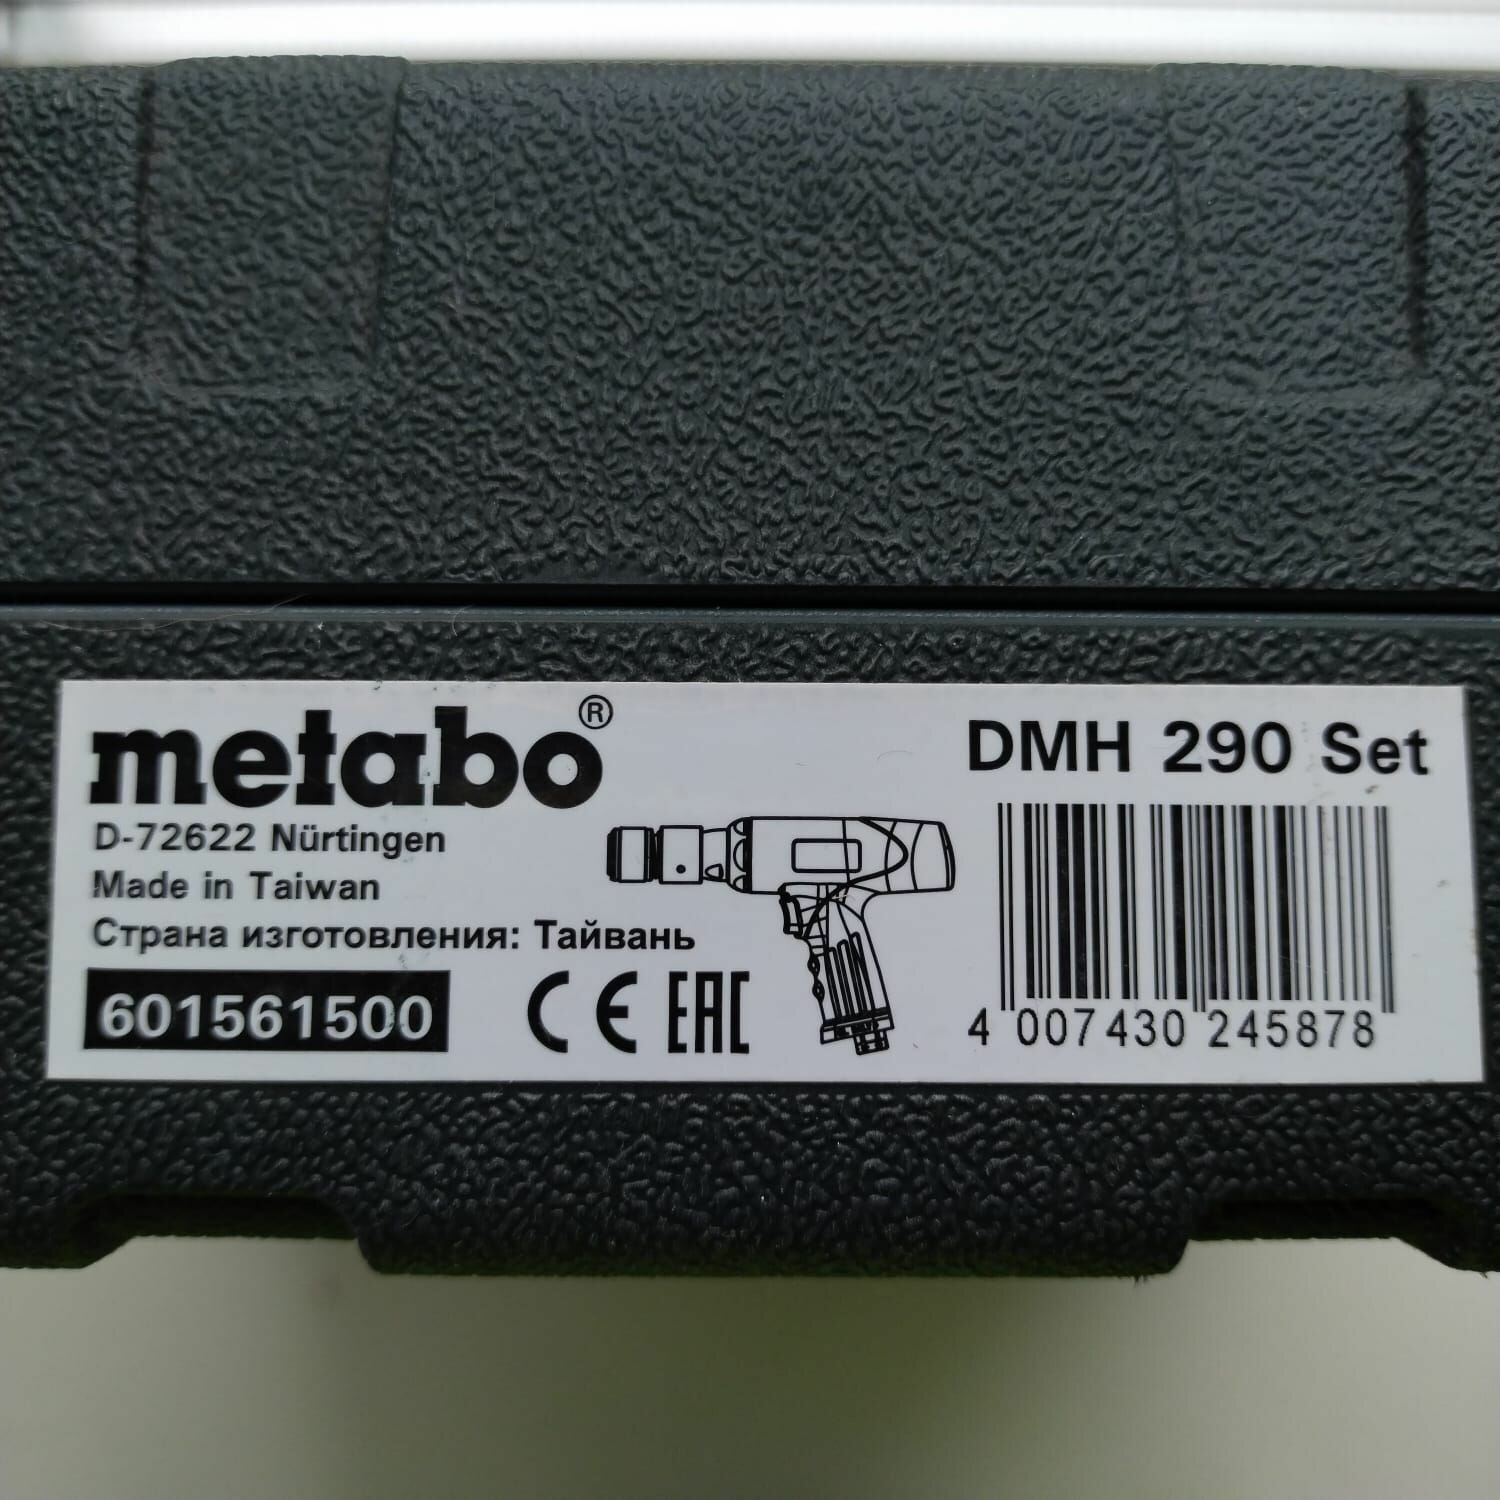 metabo®
DMH 290 Set
D-72622 Nürtingen
Made in Taiwan
Страна изготовления: Тайвань
601561500
CE EAC
4 007430 245878